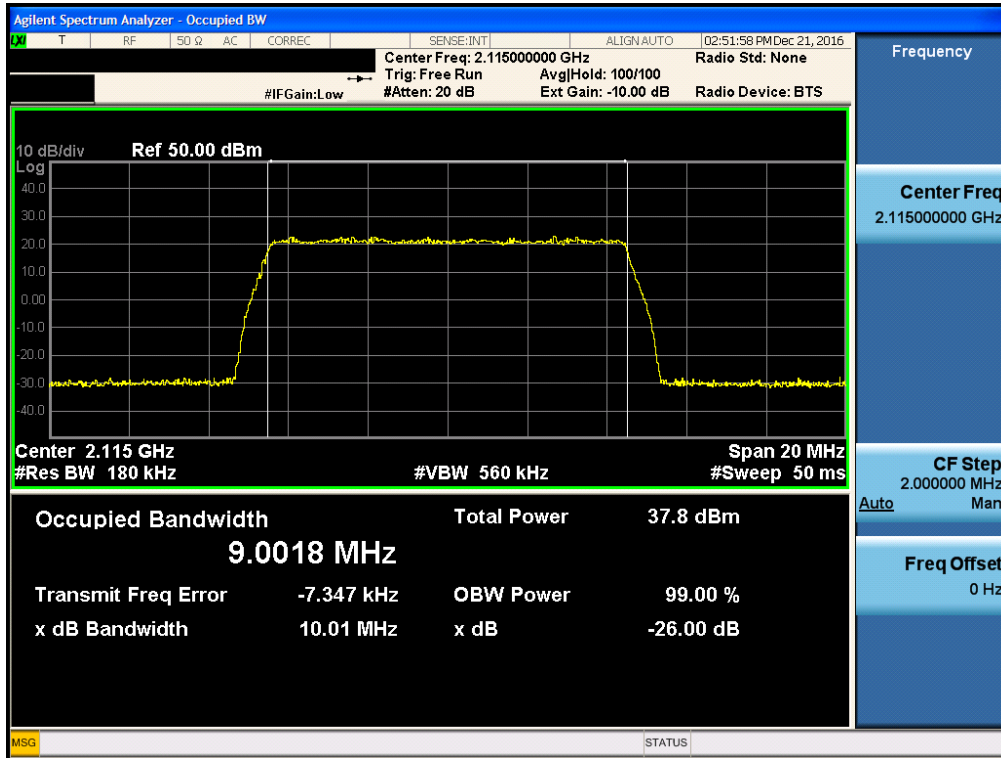 Agilent Spectrum Analyzer - Occupied BW
LXI T RF 50 Ω AC CORREC SENSE:INT ALIGN AUTO 02:51:58 PM Dec 21, 2016
Center Freq: 2.115000000 GHz Radio Std: None
Trig: Free Run Avg|Hold: 100/100
#IFGain:Low #Atten: 20 dB Ext Gain: -10.00 dB Radio Device: BTS
10 dB/div Ref 50.00 dBm
Log
40.0
30.0
20.0
10.0
0.00
-10.0
-20.0
-30.0
-40.0
Center 2.115 GHz Span 20 MHz
#Res BW 180 kHz #VBW 560 kHz #Sweep 50 ms
Occupied Bandwidth Total Power 37.8 dBm
9.0018 MHz
Transmit Freq Error -7.347 kHz OBW Power 99.00 %
x dB Bandwidth 10.01 MHz x dB -26.00 dB
Frequency
Center Freq
2.115000000 GHz
CF Step
2.000000 MHz
Auto Man
Freq Offset
0 Hz
MSG STATUS